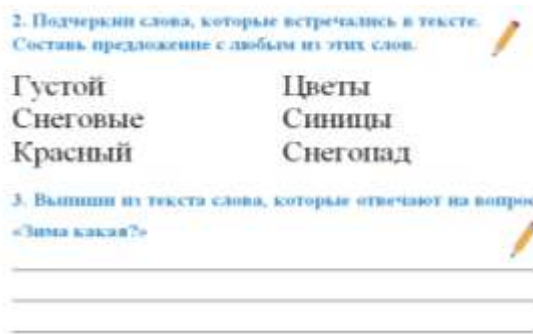 2. Подчеркни слова, которые встречались в тексте.
Составь предложение с любым из этих слов.
Густой Цветы
Снеговые Синицы
Красный Снегопад
3. Выпиши из текста слова, которые отвечают на вопрос
«Зима какая?»